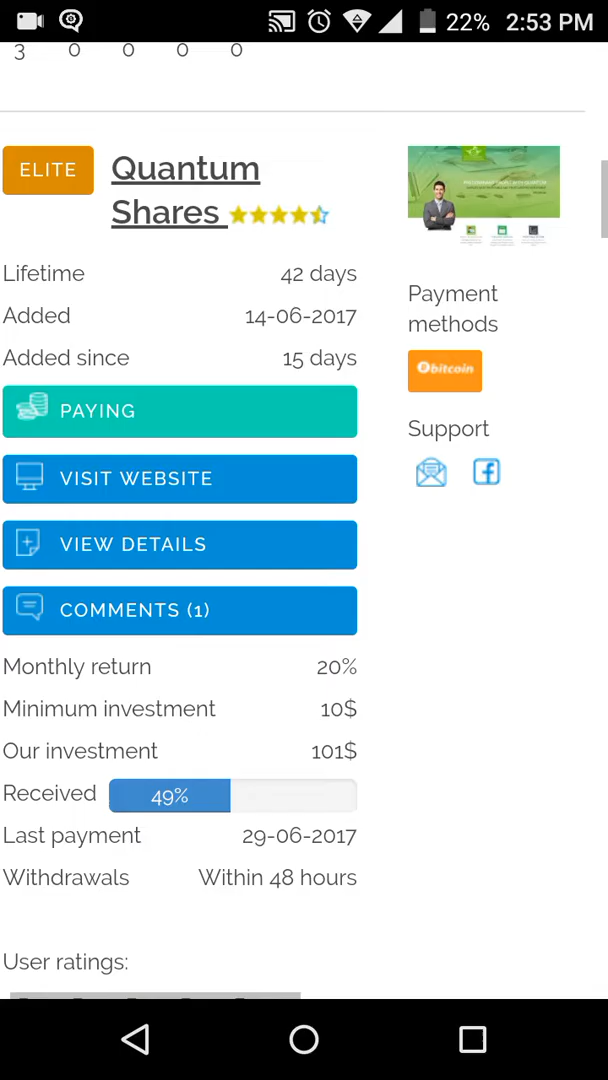 22% 2:53 PM
3 0 0 0 0
ELITE
Quantum
Shares
Lifetime 42 days
Added 14-06-2017
Added since 15 days
PAYING
VISIT WEBSITE
VIEW DETAILS
COMMENTS (1)
Monthly return 20%
Minimum investment 10$
Our investment 101$
Received 49%
Last payment 29-06-2017
Withdrawals Within 48 hours
User ratings:
Payment
methods
bitcoin
Support